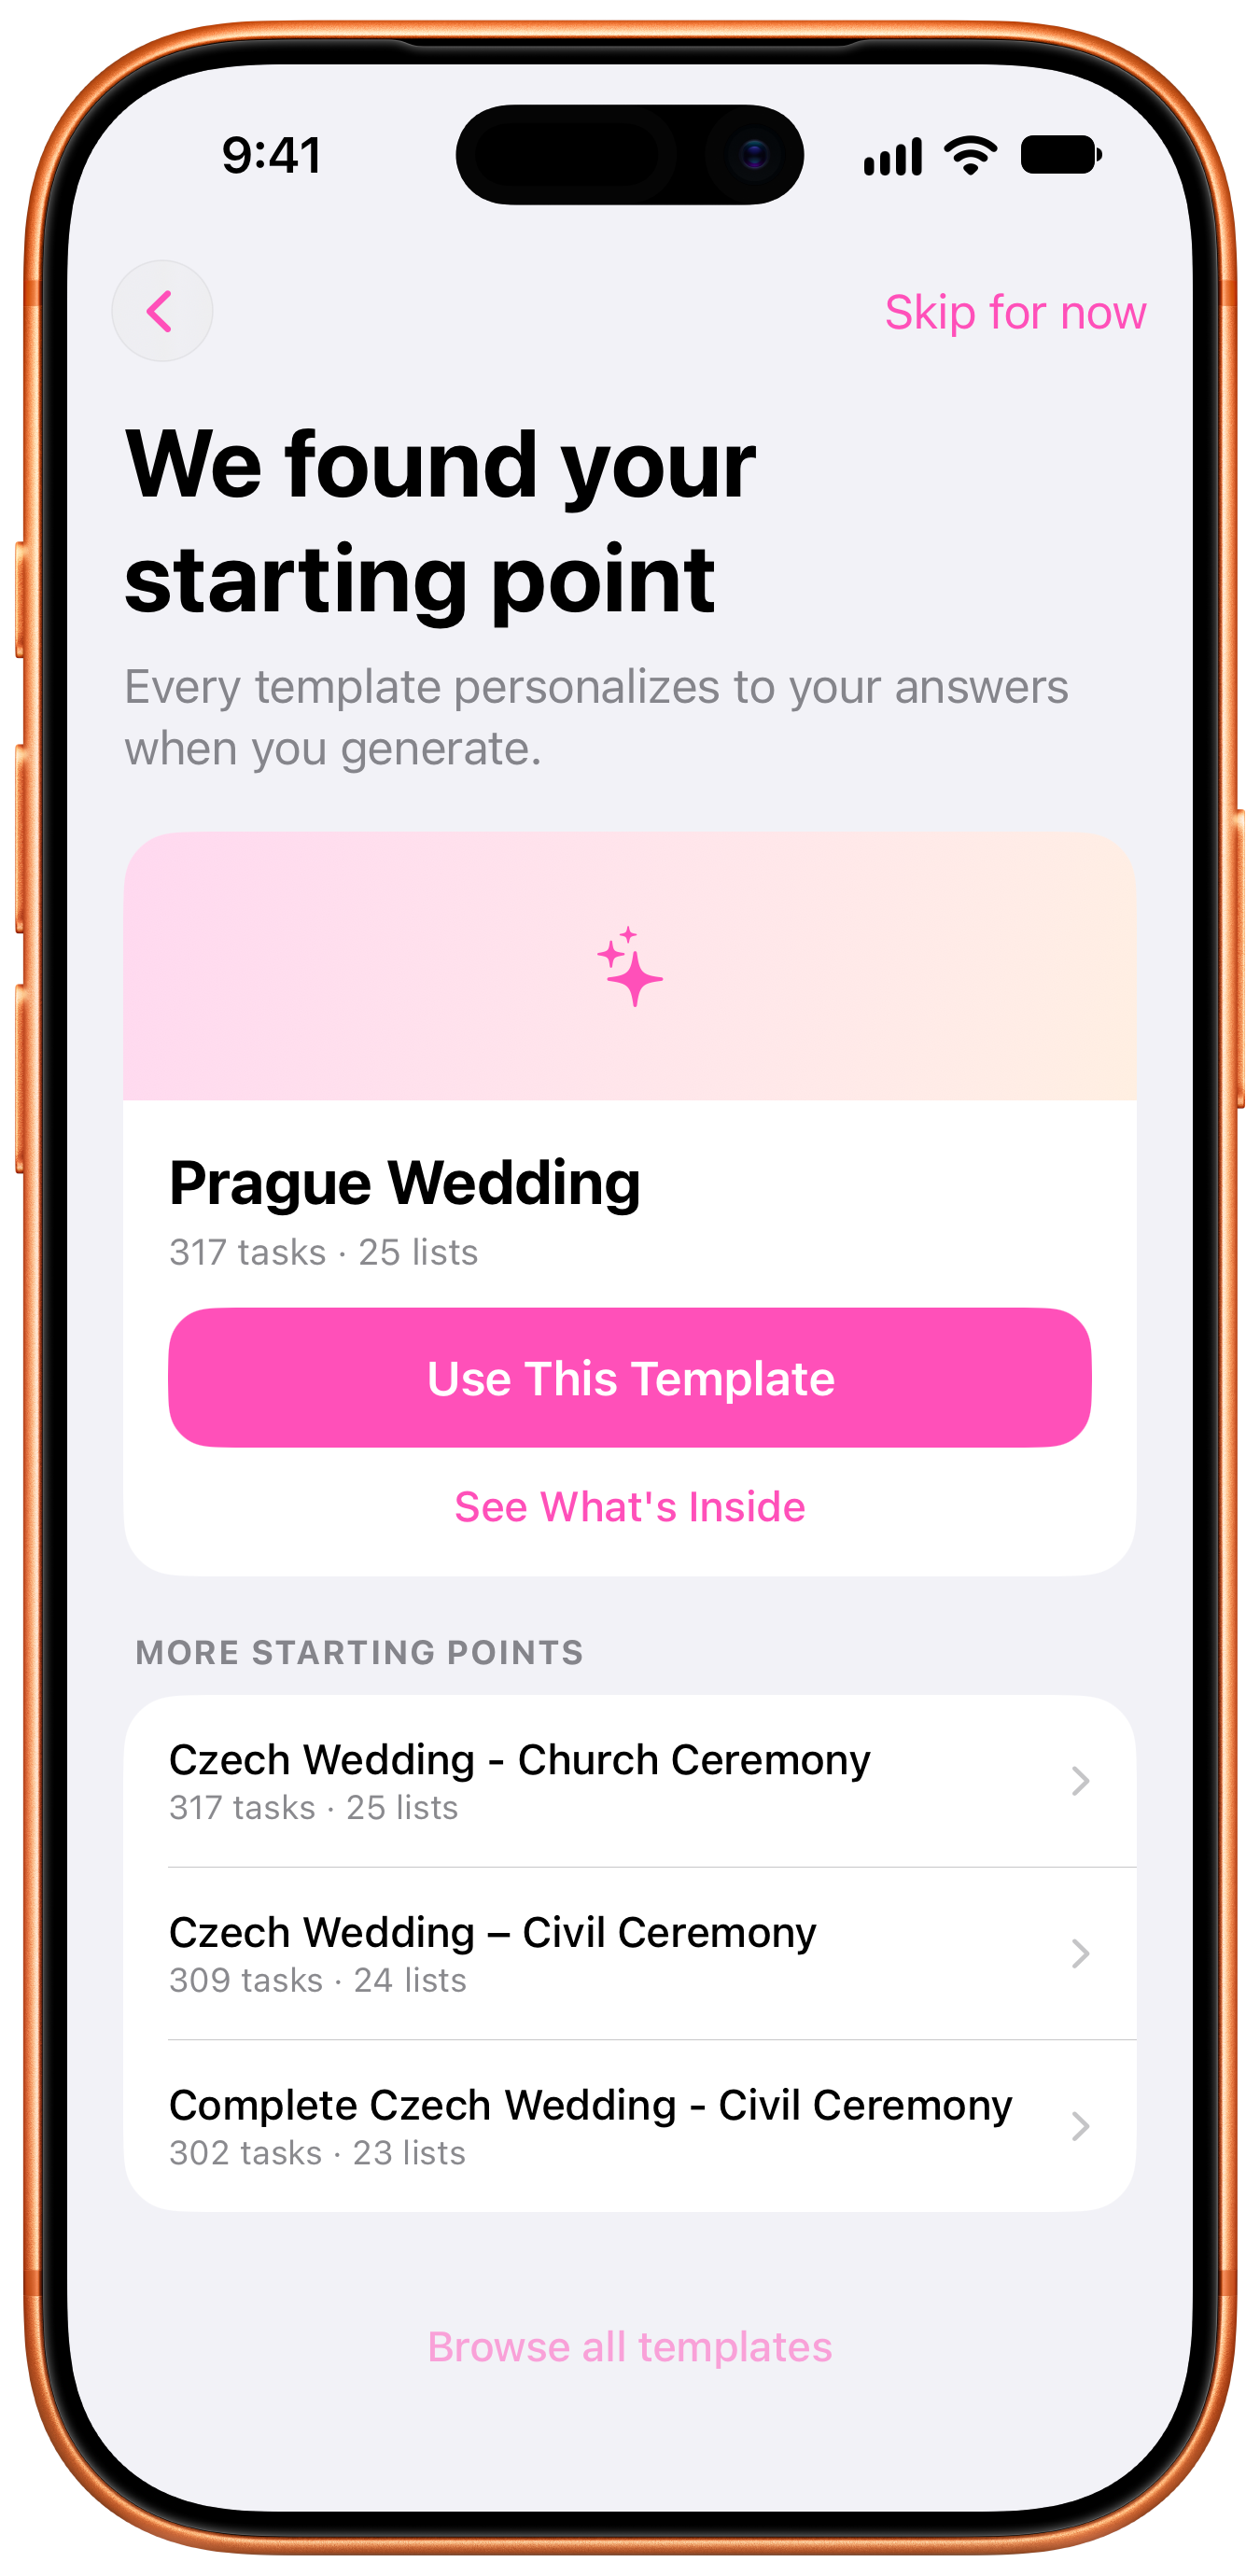 9:41
Skip for now
We found your
starting point
Every template personalizes to your answers
when you generate.
Prague Wedding
317 tasks · 25 lists
Use This Template
See What's Inside
MORE STARTING POINTS
Czech Wedding - Church Ceremony
317 tasks · 25 lists
Czech Wedding – Civil Ceremony
309 tasks · 24 lists
Complete Czech Wedding - Civil Ceremony
302 tasks · 23 lists
Browse all templates